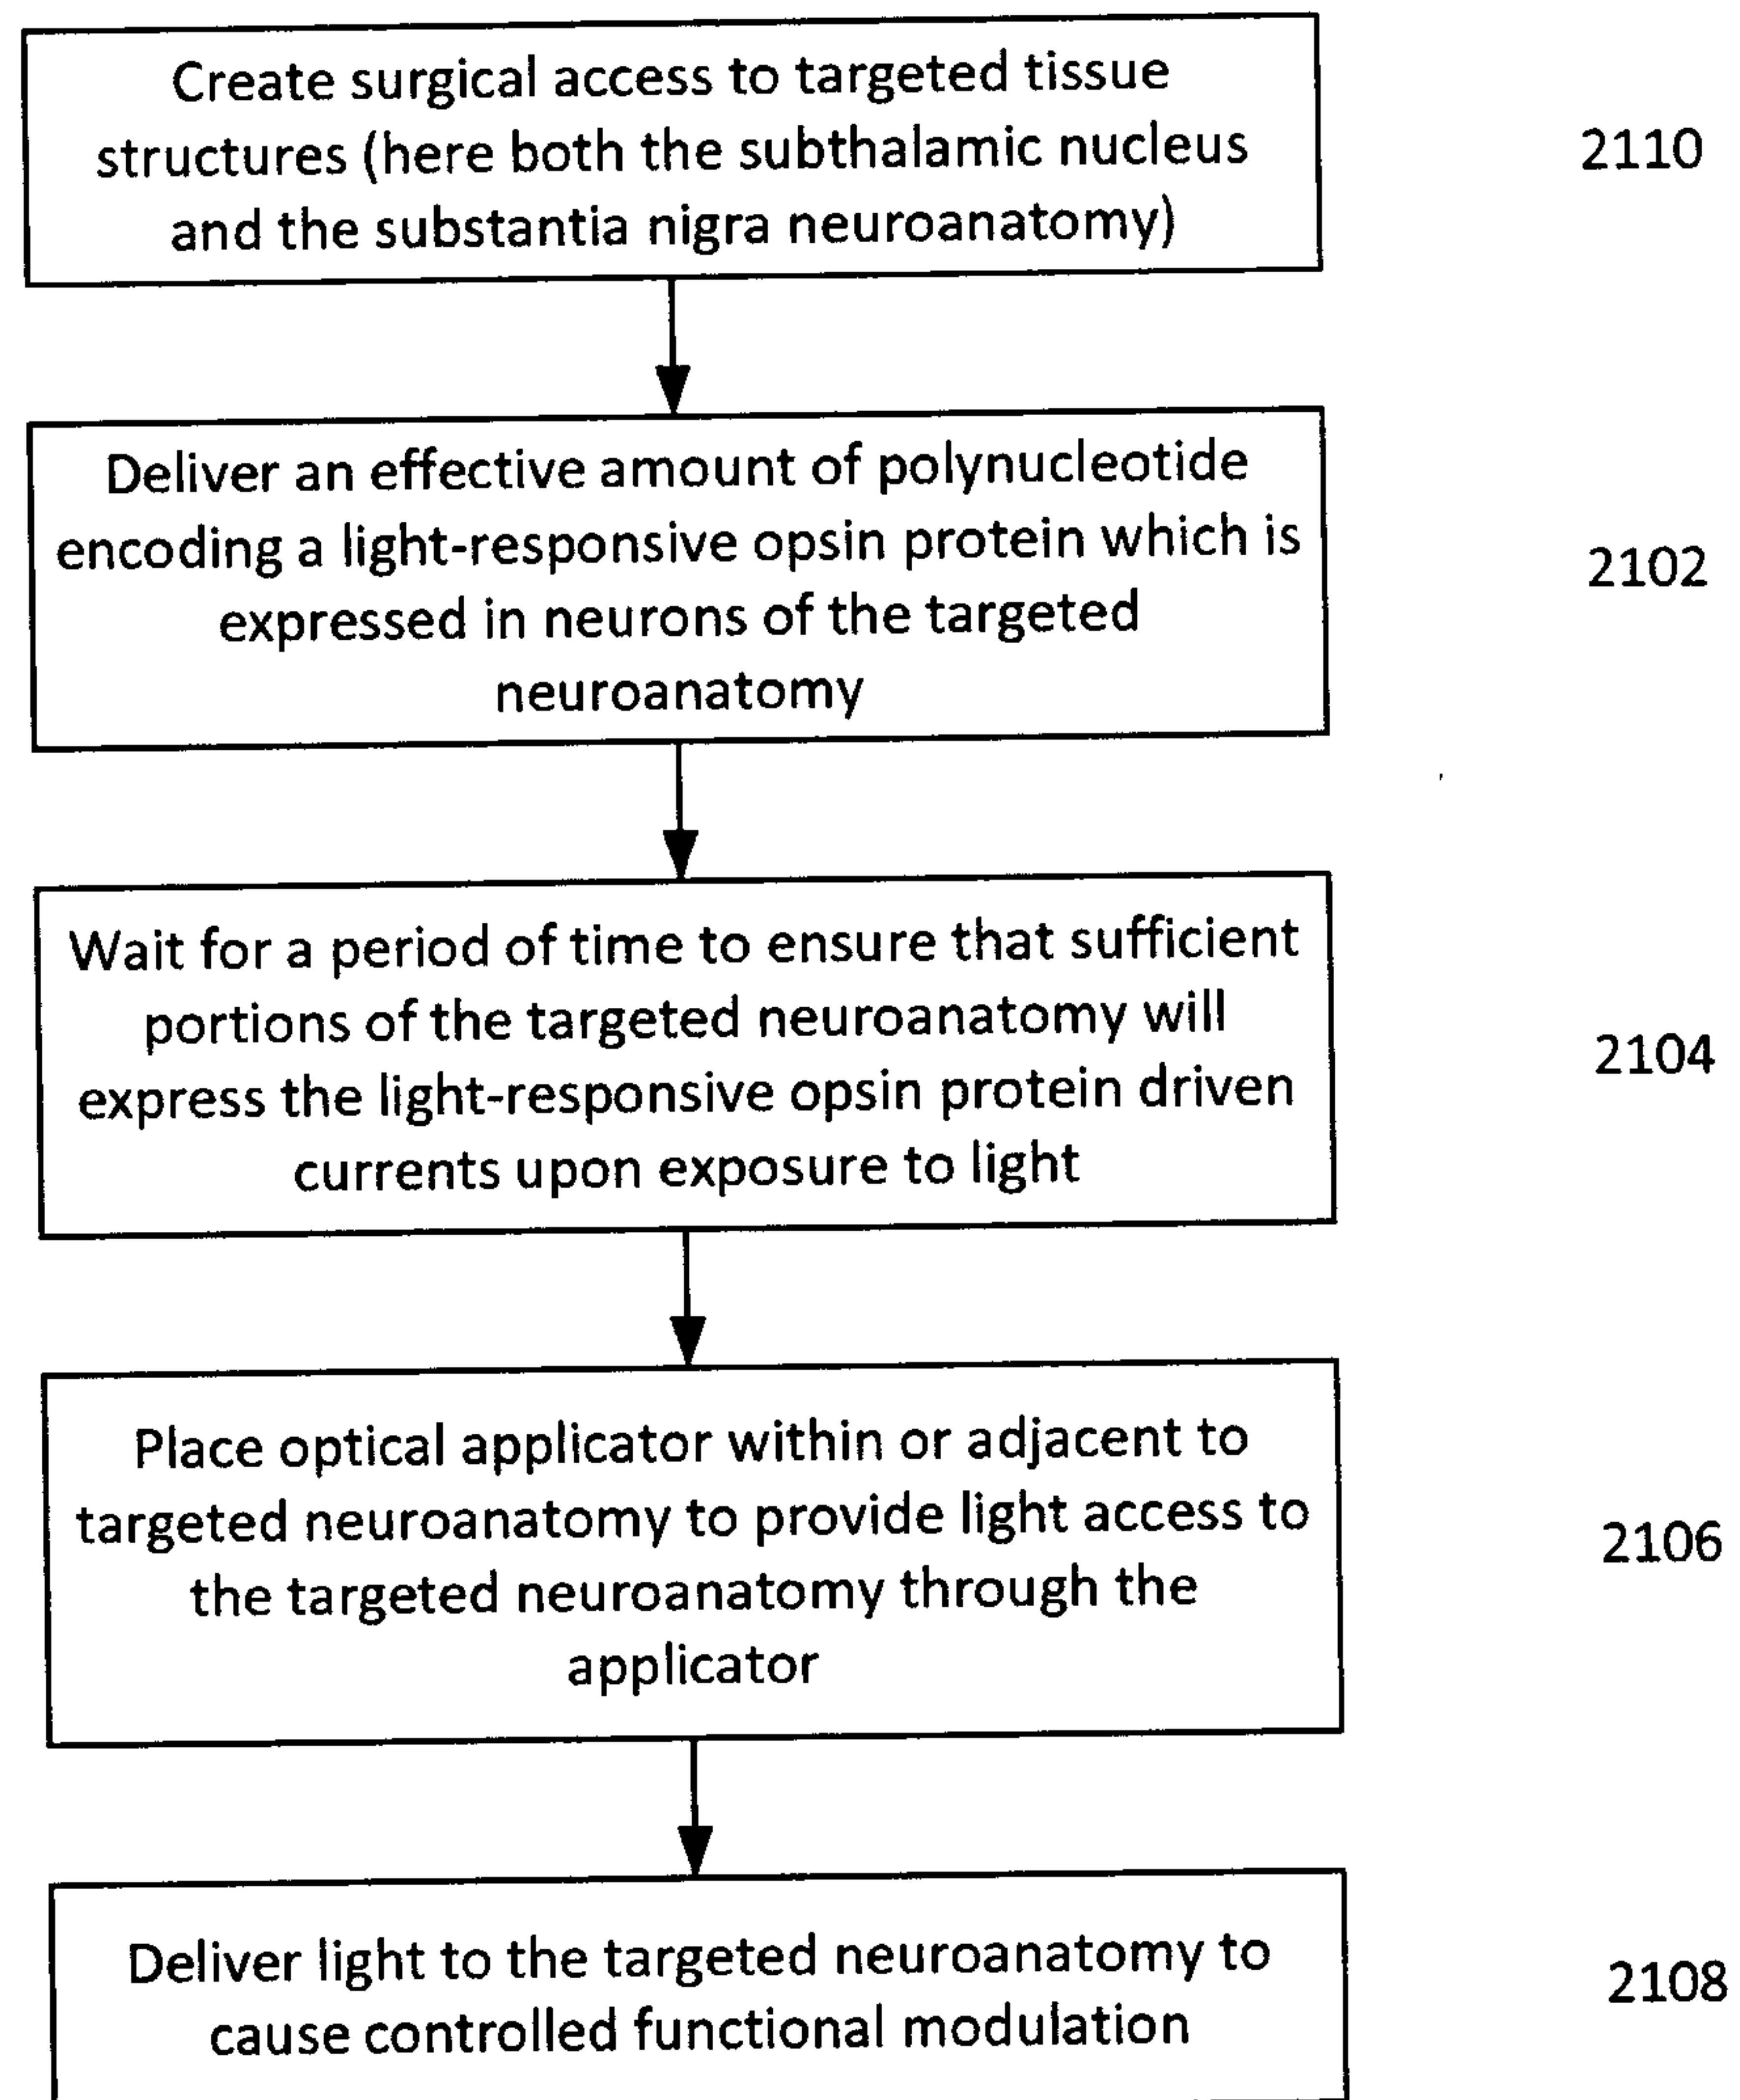 Create surgical access to targeted tissue
structures (here both the subthalamic nucleus
and the substantia nigra neuroanatomy)
2110
Deliver an effective amount of polynucleotide
encoding a light-responsive opsin protein which is
expressed in neurons of the targeted
neuroanatomy
2102
Wait for a period of time to ensure that sufficient
portions of the targeted neuroanatomy will
express the light-responsive opsin protein driven
currents upon exposure to light
2104
Place optical applicator within or adjacent to
targeted neuroanatomy to provide light access to
the targeted neuroanatomy through the
applicator
2106
Deliver light to the targeted neuroanatomy to
cause controlled functional modulation
2108